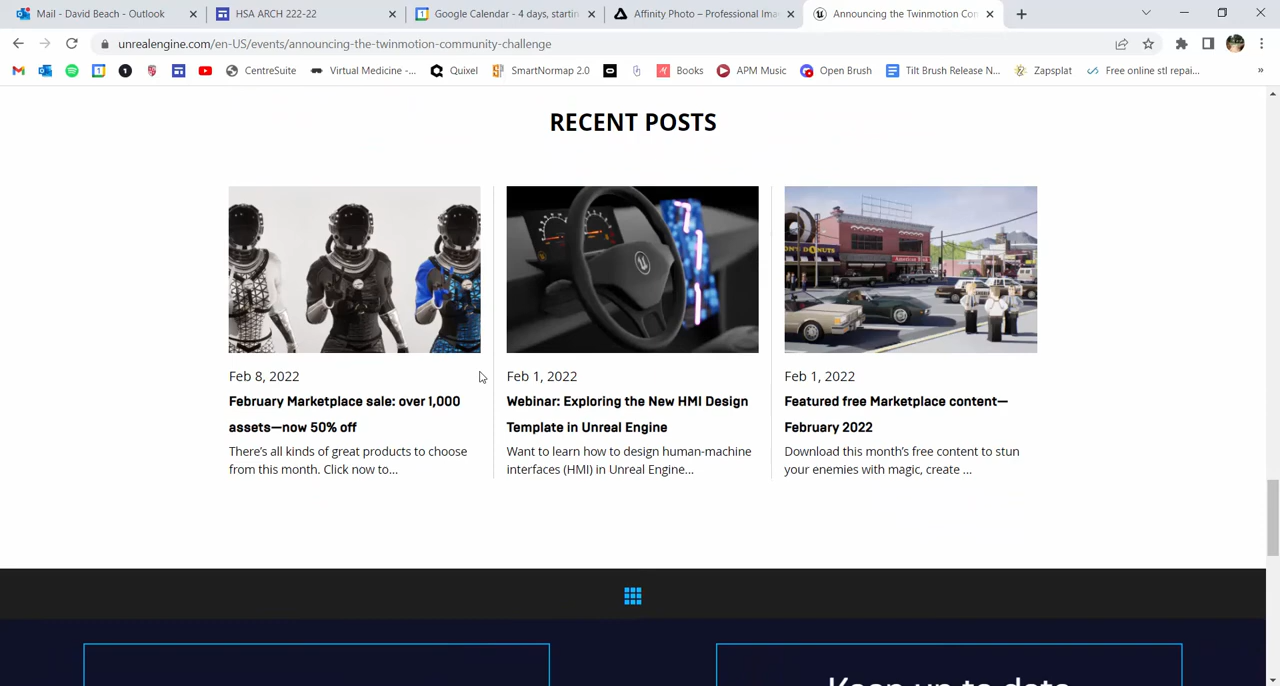 Mail - David Beach - Outlook
HSA ARCH 222-22
Google Calendar - 4 days, startin
Affinity Photo – Professional Ima
Announcing the Twinmotion Con
unrealengine.com/en-US/events/announcing-the-twinmotion-community-challenge
CentreSuite
Virtual Medicine -...
Quixel
SmartNormap 2.0
Books
APM Music
Open Brush
Tilt Brush Release N...
Zapsplat
Free online stl repai...
»
RECENT POSTS
DON'S DONUTS
American Pride
Feb 8, 2022
February Marketplace sale: over 1,000
assets—now 50% off
There’s all kinds of great products to choose
from this month. Click now to...
Feb 1, 2022
Webinar: Exploring the New HMI Design
Template in Unreal Engine
Want to learn how to design human-machine
interfaces (HMI) in Unreal Engine...
Feb 1, 2022
Featured free Marketplace content—
February 2022
Download this month’s free content to stun
your enemies with magic, create ...
Keep up to date